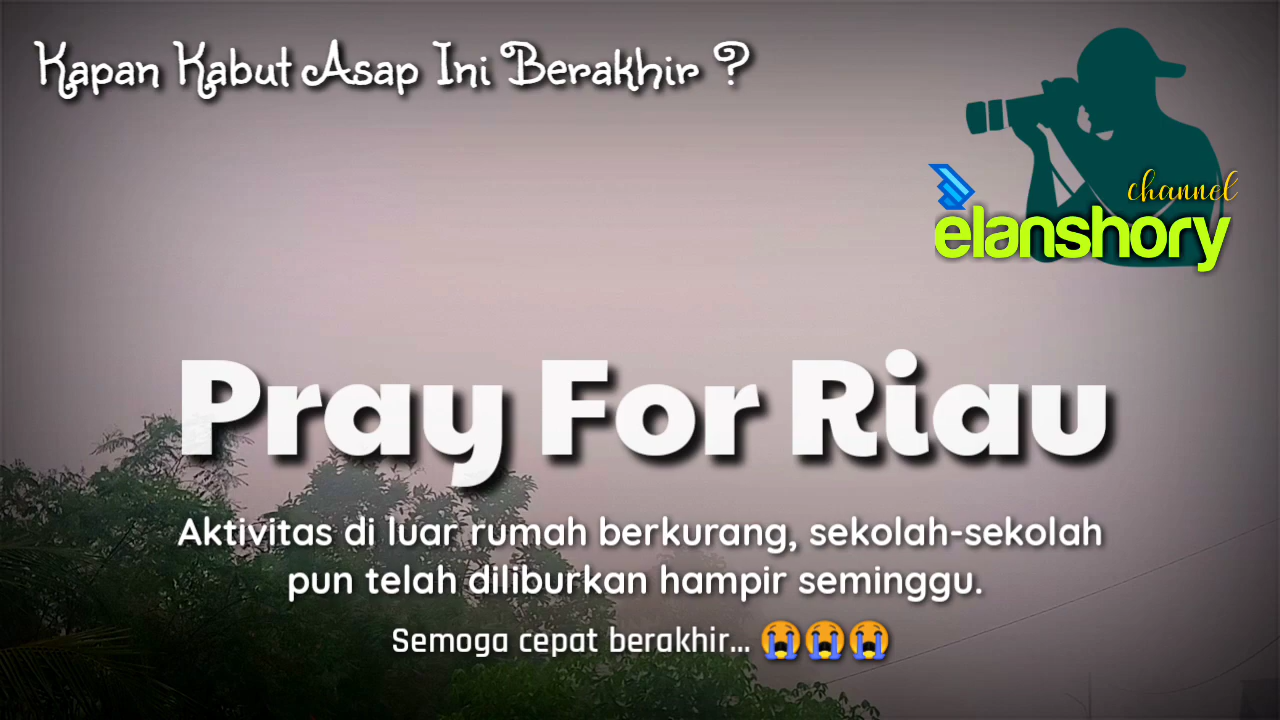 Kapan Kabut Asap Ini Berakhir ?
channel
elanshory
Pray For Riau
Aktivitas di luar rumah berkurang, sekolah-sekolah
pun telah diliburkan hampir seminggu.
Semoga cepat berakhir... 😭😭😭